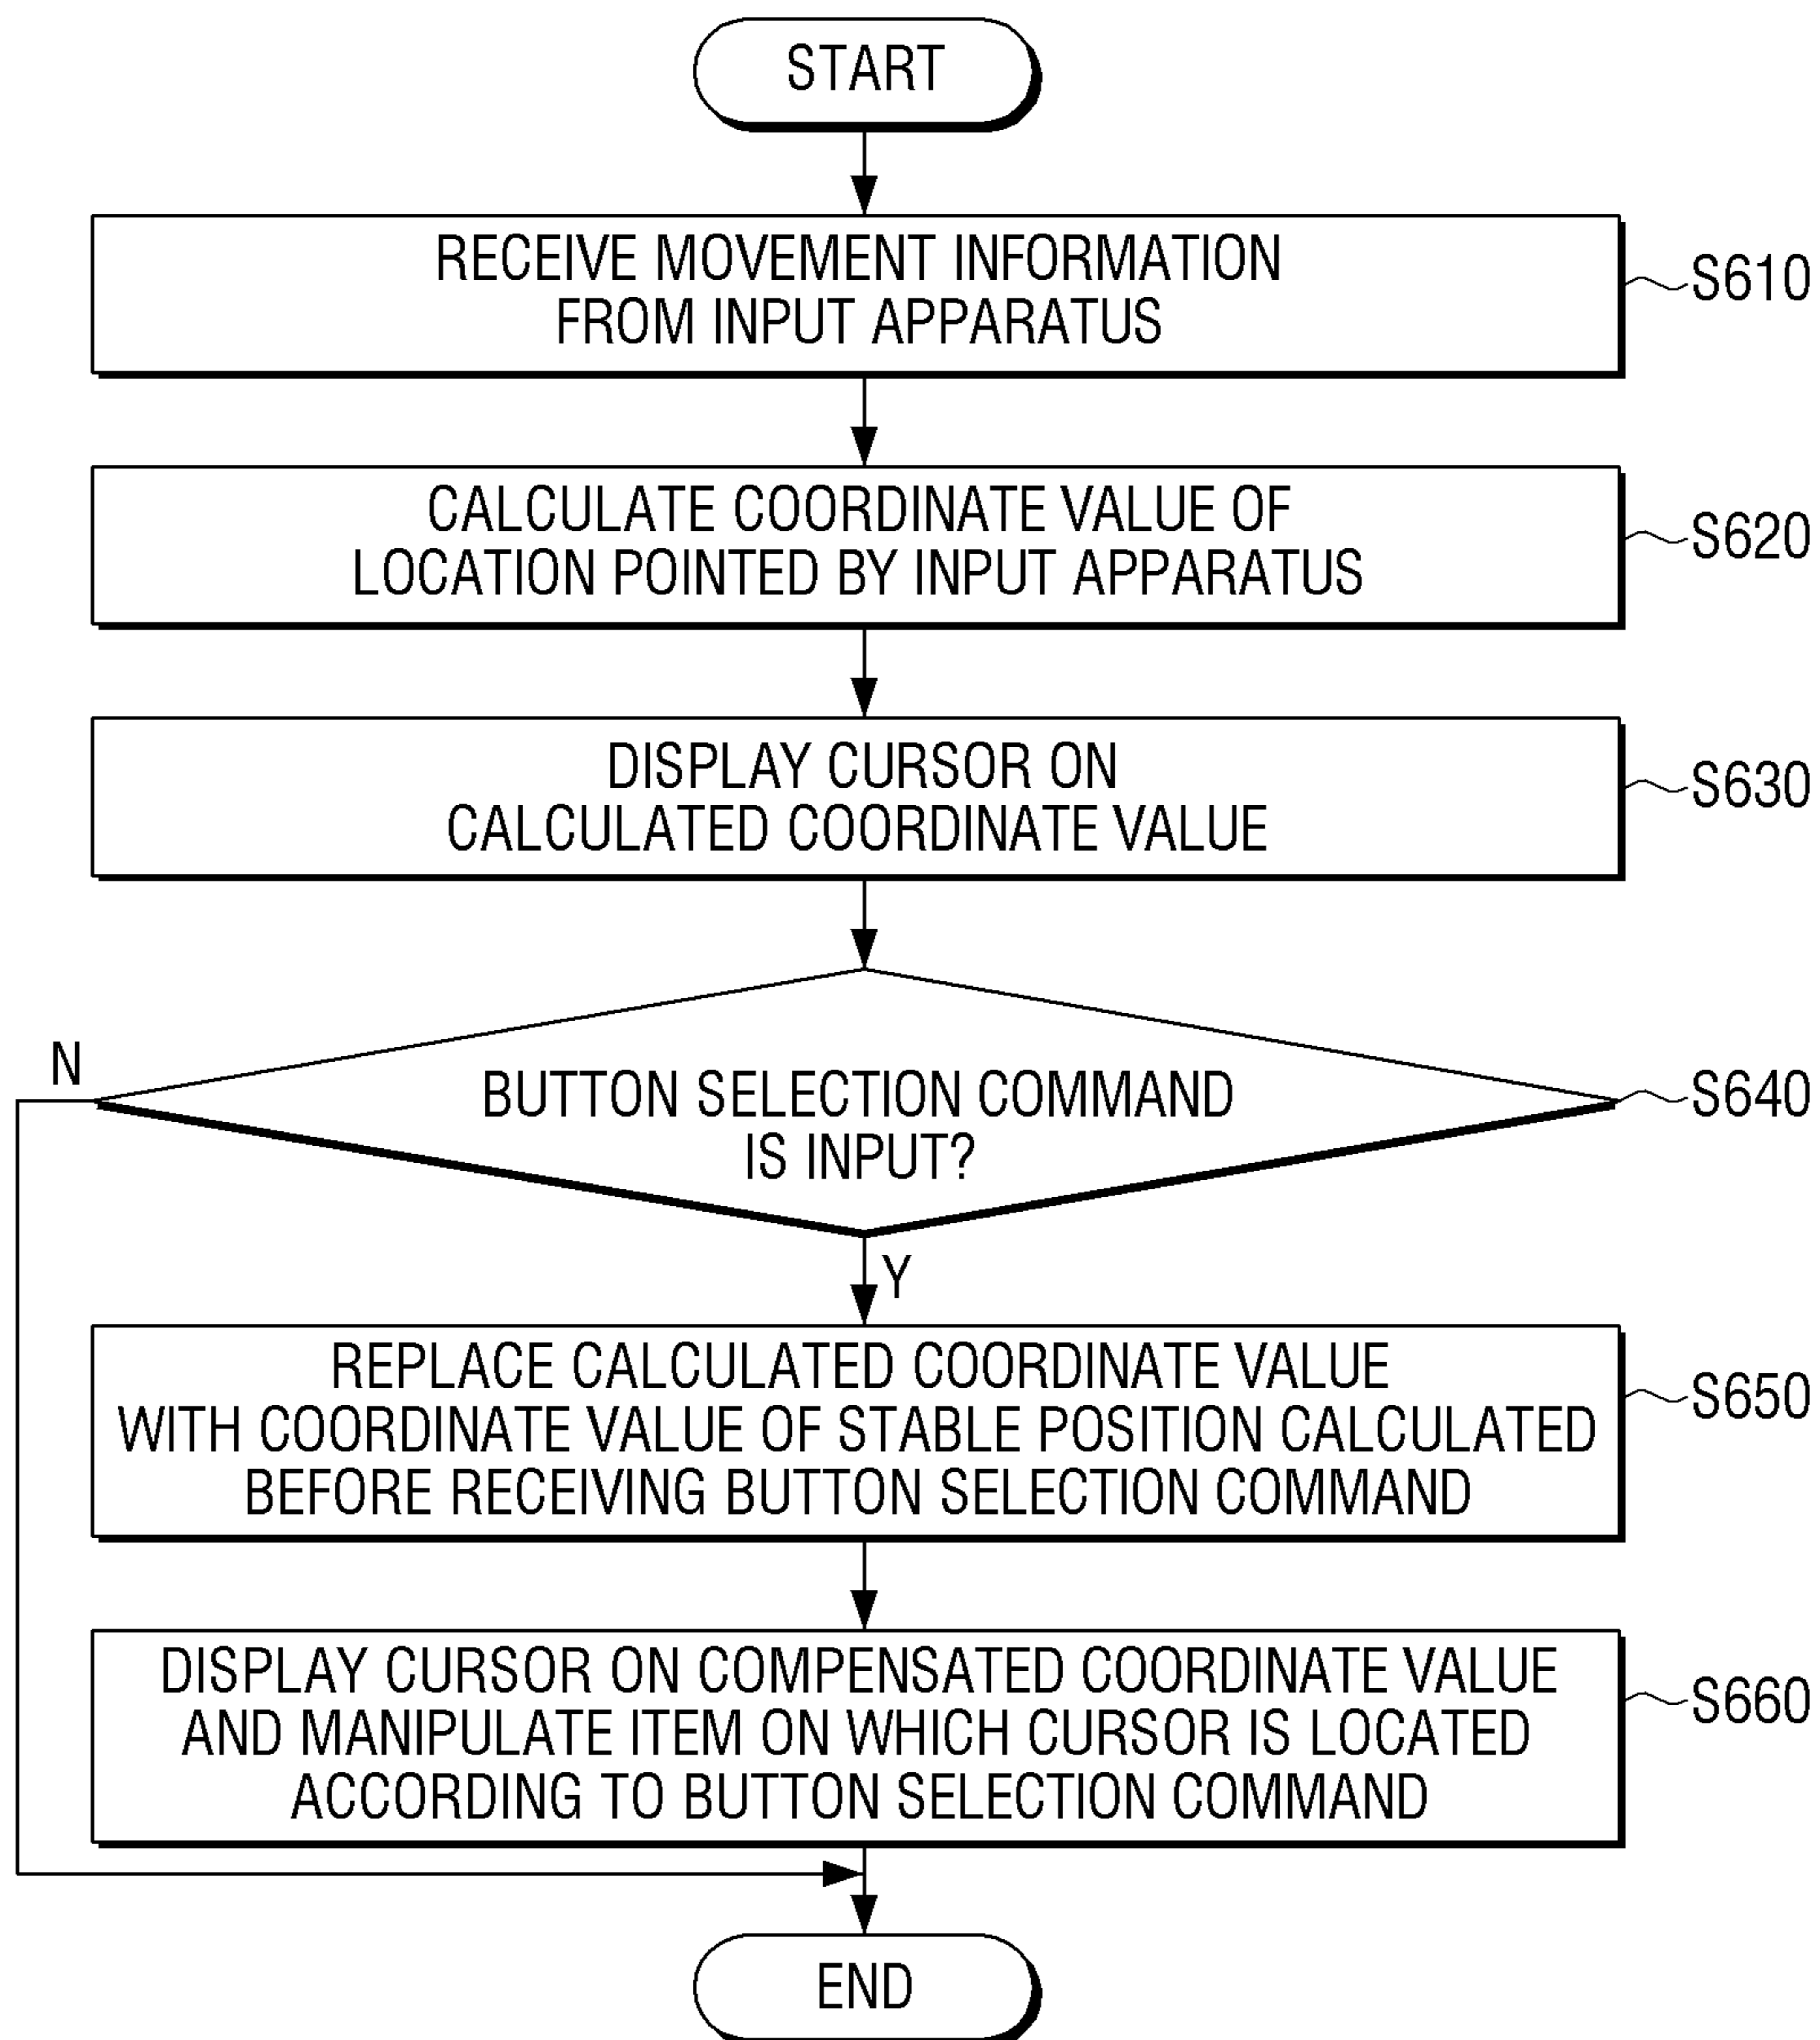 START
RECEIVE MOVEMENT INFORMATION
FROM INPUT APPARATUS
S610
CALCULATE COORDINATE VALUE OF
LOCATION POINTED BY INPUT APPARATUS
S620
DISPLAY CURSOR ON
CALCULATED COORDINATE VALUE
S630
N
BUTTON SELECTION COMMAND
IS INPUT?
S640
Y
REPLACE CALCULATED COORDINATE VALUE
WITH COORDINATE VALUE OF STABLE POSITION CALCULATED
BEFORE RECEIVING BUTTON SELECTION COMMAND
S650
DISPLAY CURSOR ON COMPENSATED COORDINATE VALUE
AND MANIPULATE ITEM ON WHICH CURSOR IS LOCATED
ACCORDING TO BUTTON SELECTION COMMAND
S660
END